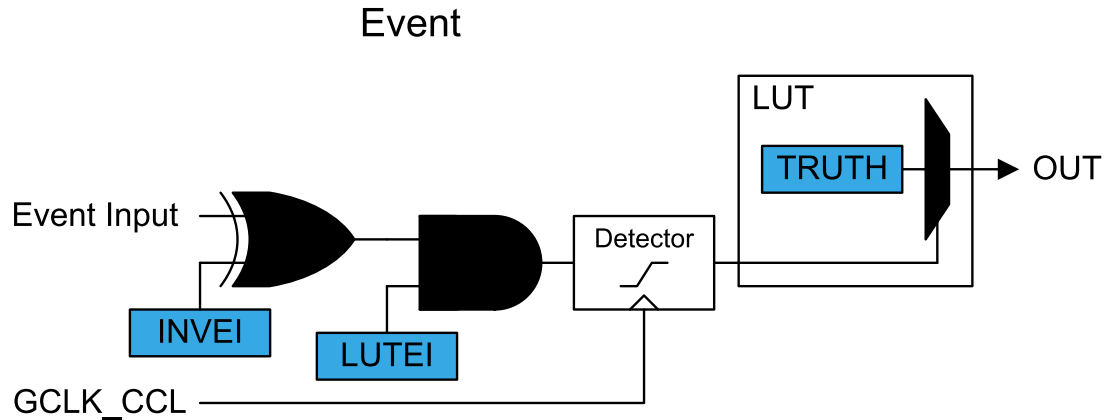 Event
LUT
TRUTH
OUT
Event Input
Detector
INVEI
LUTEI
GCLK_CCL